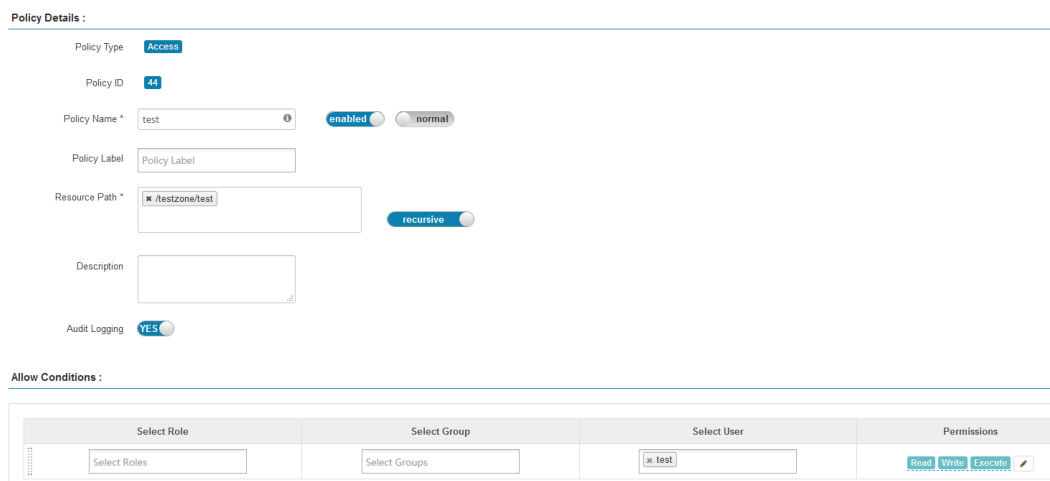 Policy Details :
Policy Type Access
Policy ID 44
Policy Name * test enabled normal
Policy Label Policy Label
Resource Path * × /testzone/test
recursive
Description
Audit Logging YES
Allow Conditions :
Select Role Select Group Select User Permissions
Select Roles Select Groups × test Read Write Execute